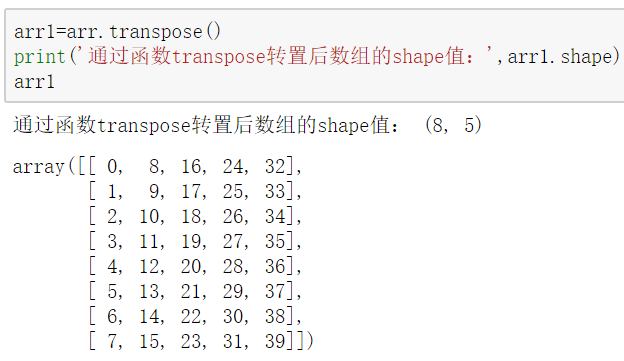 arr1=arr.transpose()
print('通过函数transpose转置后数组的shape值：',arr1.shape)
arr1
通过函数transpose转置后数组的shape值： (8, 5)
array([[ 0,  8, 16, 24, 32],
       [ 1,  9, 17, 25, 33],
       [ 2, 10, 18, 26, 34],
       [ 3, 11, 19, 27, 35],
       [ 4, 12, 20, 28, 36],
       [ 5, 13, 21, 29, 37],
       [ 6, 14, 22, 30, 38],
       [ 7, 15, 23, 31, 39]])